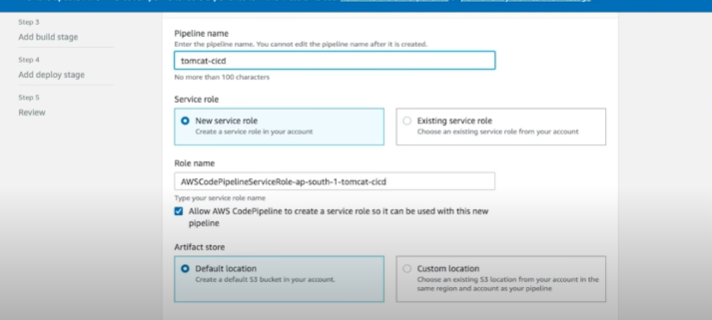 Step 3
Add build stage
Step 4
Add deploy stage
Step 5
Review
Pipeline name
Enter the pipeline name. You cannot edit the pipeline name after it is created.
tomcat-cicd
No more than 100 characters
Service role
New service role
Create a service role in your account
Existing service role
Choose an existing service role from your account
Role name
AWSCodePipelineServiceRole-ap-south-1-tomcat-cicd
Type your service role name
Allow AWS CodePipeline to create a service role so it can be used with this new
pipeline
Artifact store
Default location
Create a default S3 bucket in your account.
Custom location
Choose an existing S3 location from your account in the
same region and account as your pipeline